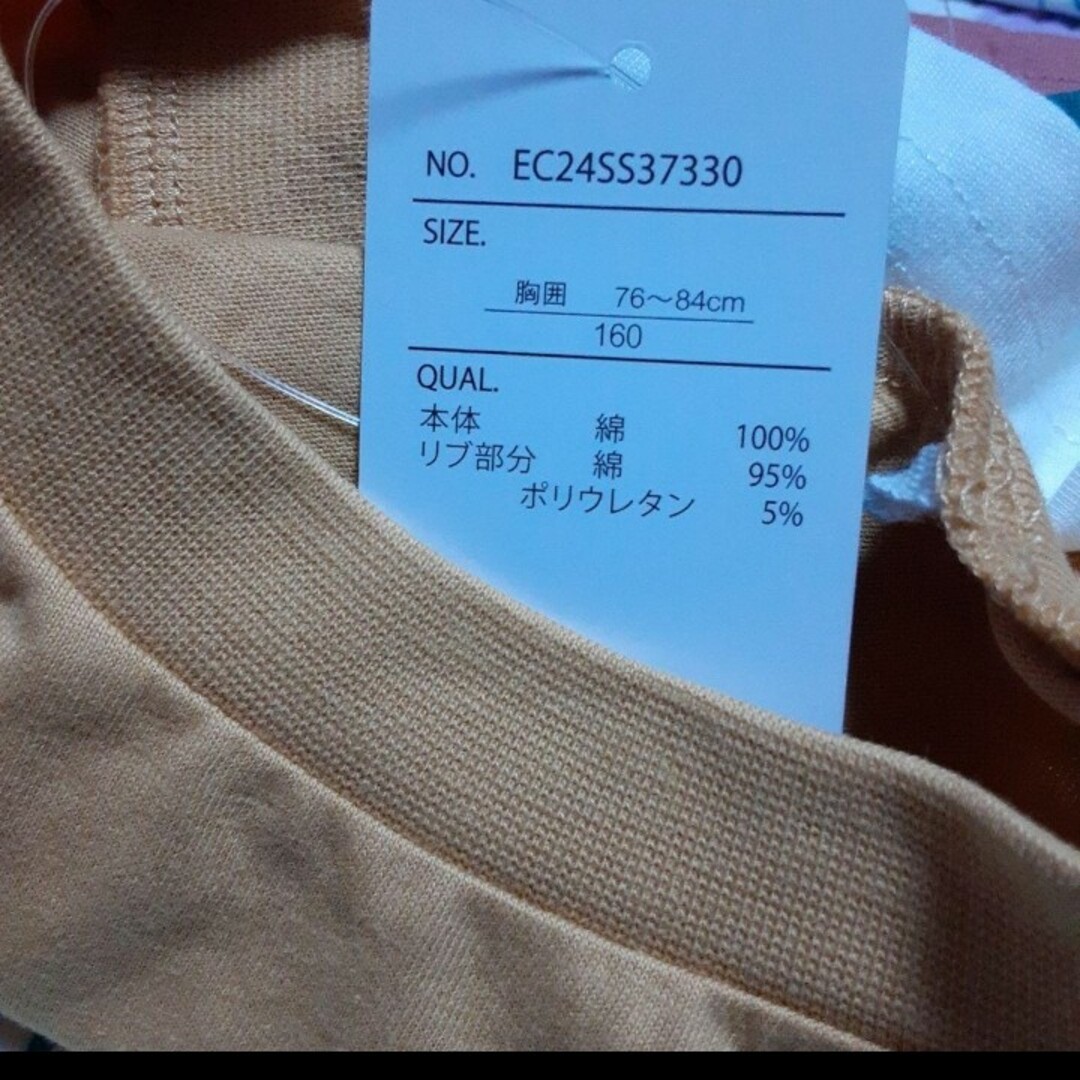 NO. EC24SS37330
SIZE.
胸囲 76～84cm
160
QUAL.
本体 綿 100%
リブ部分 綿 95%
ポリウレタン 5%